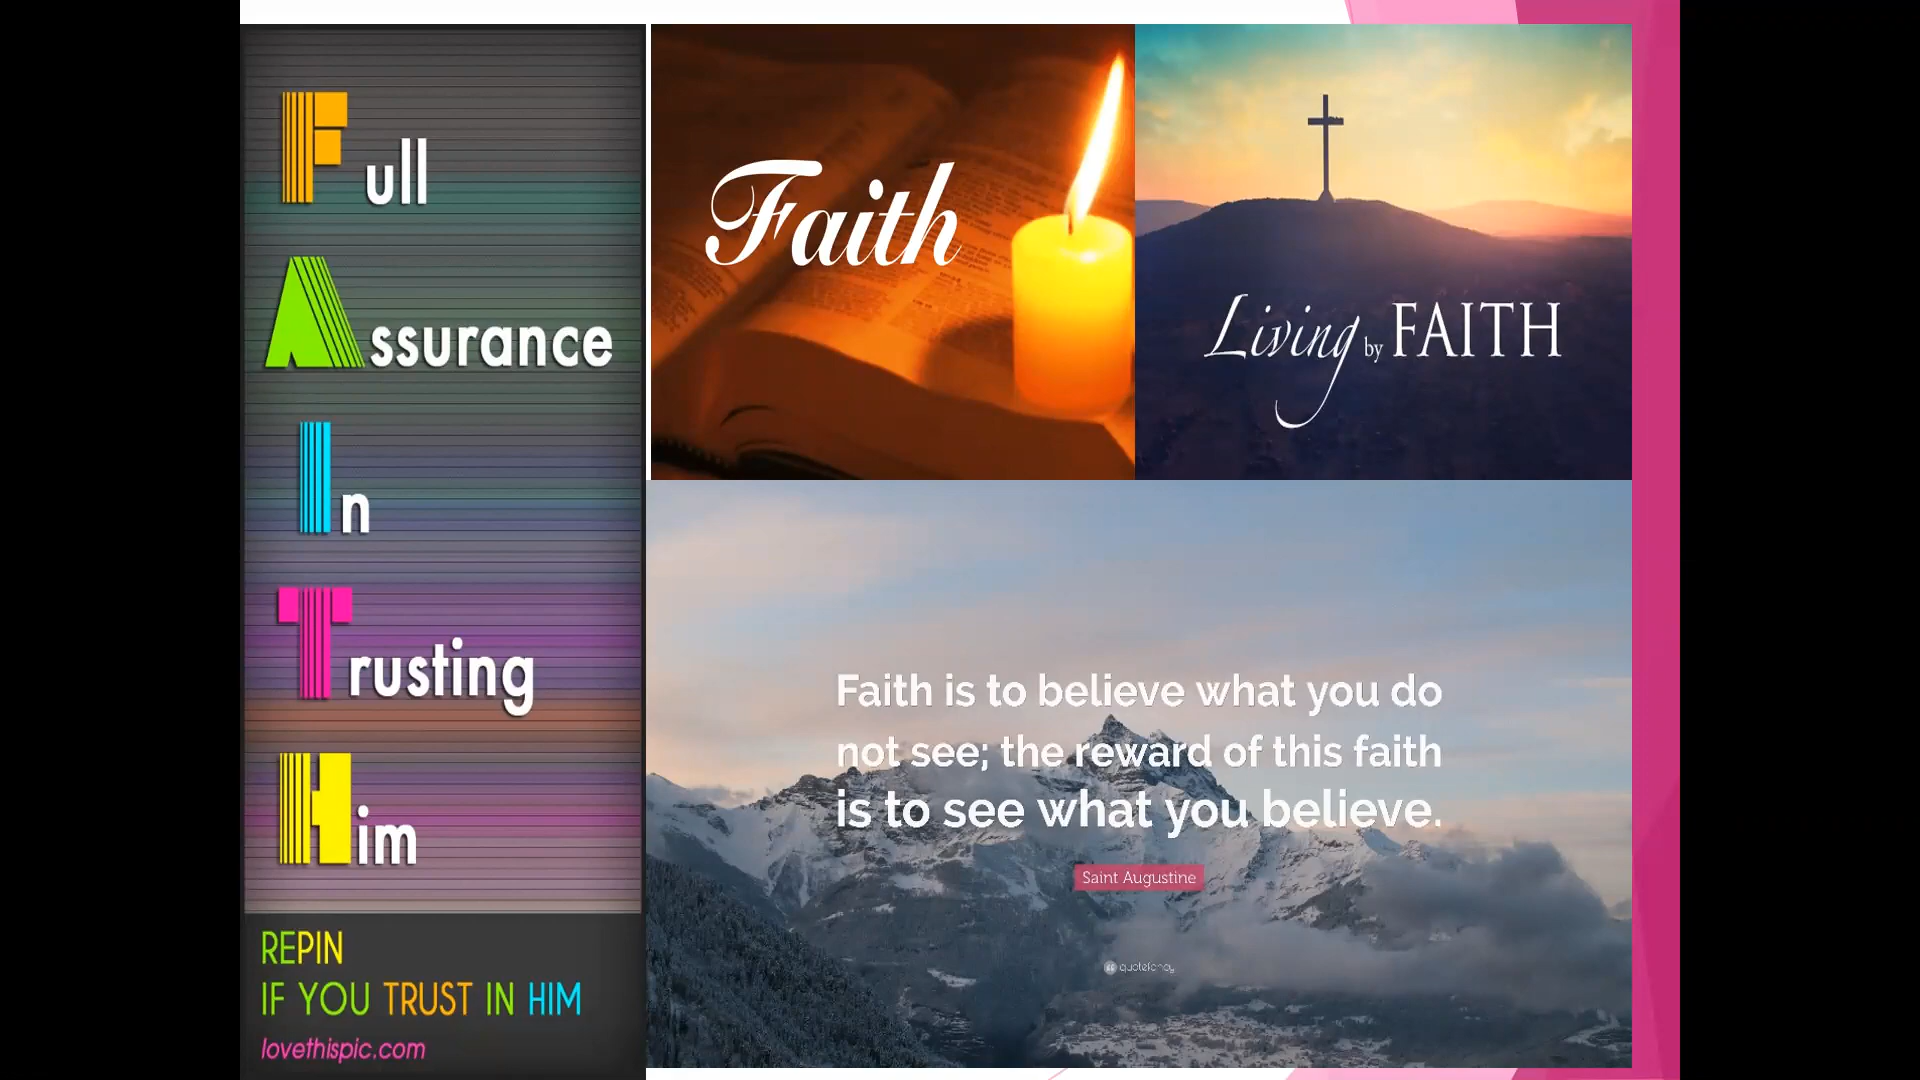 Full
Assurance
In
Trusting
Him
REPIN
IF YOU TRUST IN HIM
lovethispic.com
Faith
Living by FAITH
Faith is to believe what you do
not see; the reward of this faith
is to see what you believe.
Saint Augustine
quotefancy